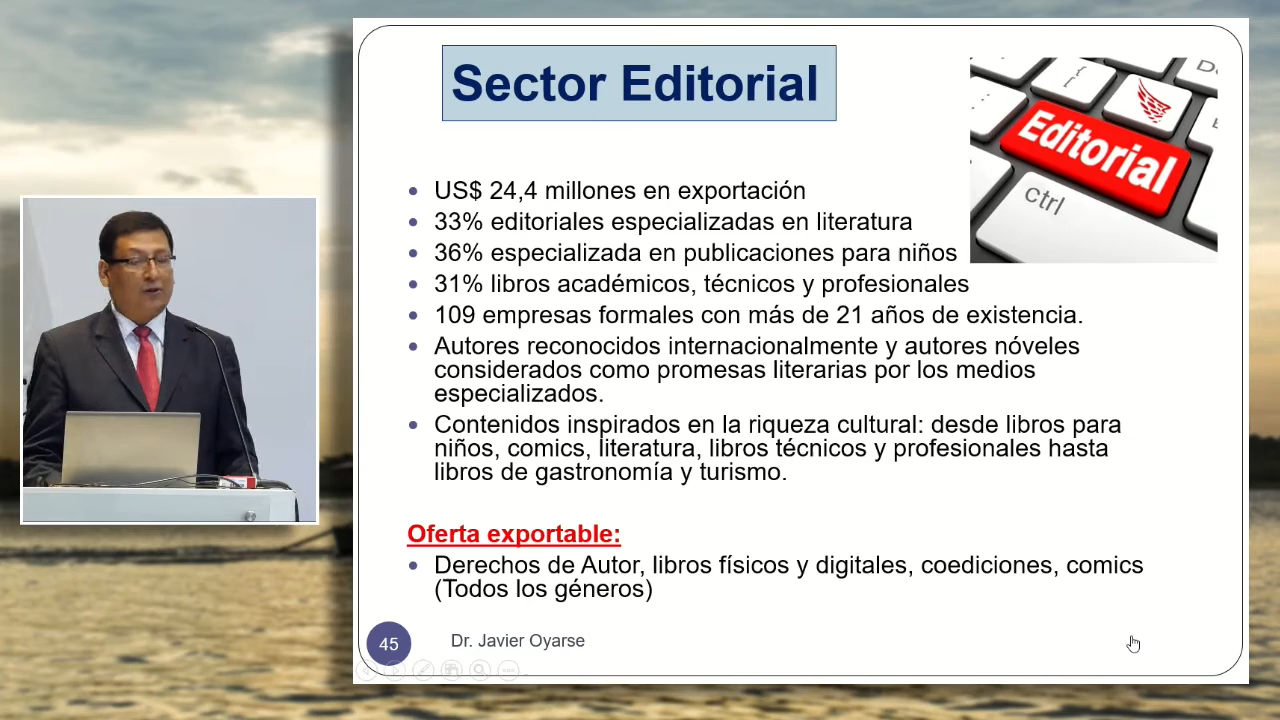 Sector Editorial
Editorial
ctrl
US$ 24,4 millones en exportación
33% editoriales especializadas en literatura
36% especializada en publicaciones para niños
31% libros académicos, técnicos y profesionales
109 empresas formales con más de 21 años de existencia.
Autores reconocidos internacionalmente y autores nóveles
considerados como promesas literarias por los medios
especializados.
Contenidos inspirados en la riqueza cultural: desde libros para
niños, comics, literatura, libros técnicos y profesionales hasta
libros de gastronomía y turismo.
Oferta exportable:
Derechos de Autor, libros físicos y digitales, coediciones, comics
(Todos los géneros)
45
Dr. Javier Oyarse